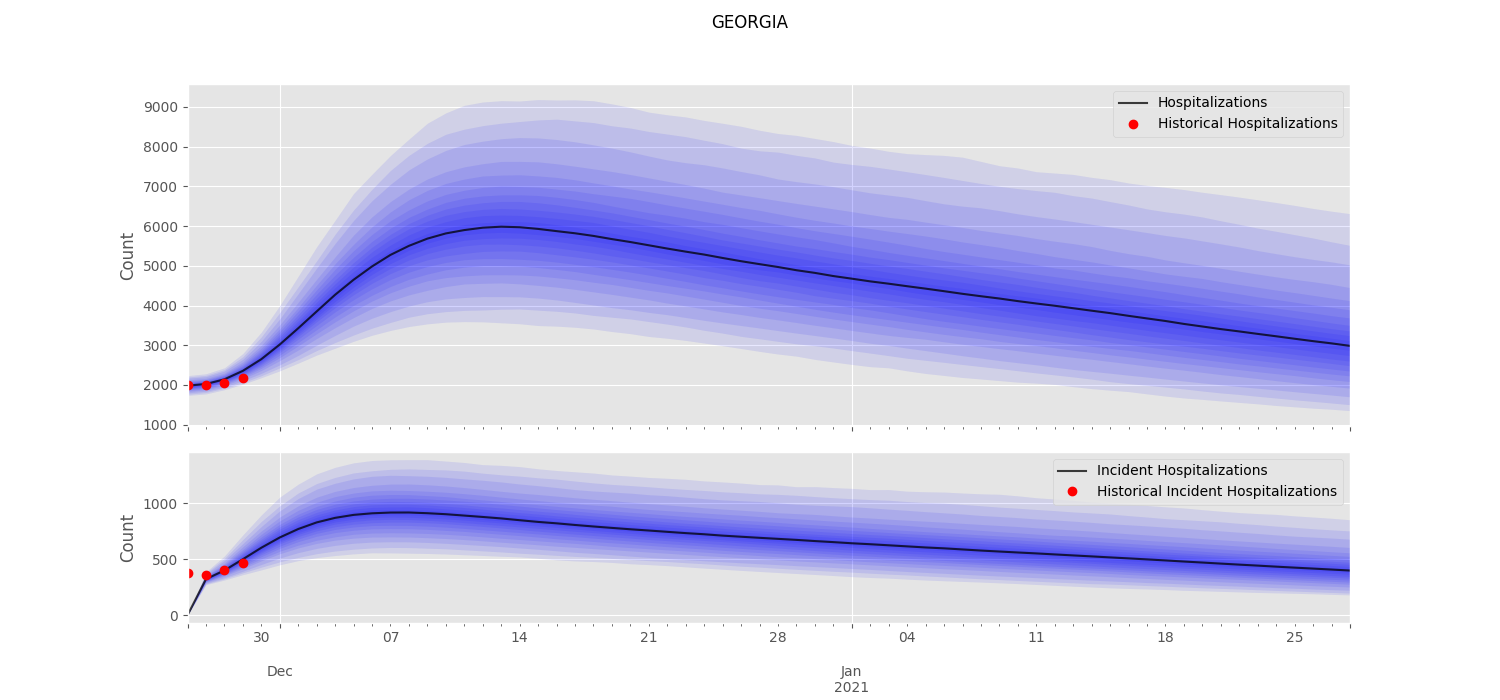 GEORGIA
Hospitalizations
Historical Hospitalizations
Count
9000
8000
7000
6000
5000
4000
3000
2000
1000
Incident Hospitalizations
Historical Incident Hospitalizations
Count
1000
500
0
30 07 14 21 28 04 11 18 25
Dec Jan
2021